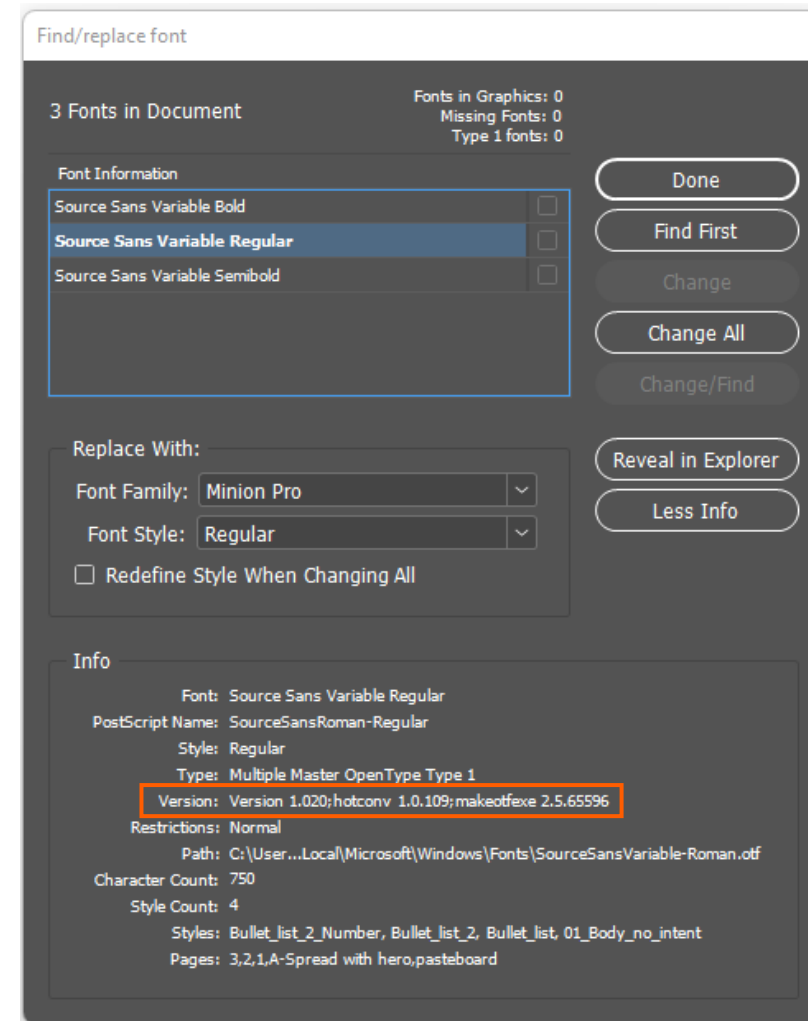 Find/replace font
3 Fonts in Document
Fonts in Graphics: 0
Missing Fonts: 0
Type 1 fonts: 0
Font Information
Source Sans Variable Bold
Source Sans Variable Regular
Source Sans Variable Semibold
Done
Find First
Change
Change All
Change/Find
Reveal in Explorer
Less Info
Replace With:
Font Family: Minion Pro
Font Style: Regular
Redefine Style When Changing All
Info
Font: Source Sans Variable Regular
PostScript Name: SourceSansRoman-Regular
Style: Regular
Type: Multiple Master OpenType Type 1
Version: Version 1.020;hotconv 1.0.109;makeotfexe 2.5.65596
Restrictions: Normal
Path: C:\User...Local\Microsoft\Windows\Fonts\SourceSansVariable-Roman.otf
Character Count: 750
Style Count: 4
Styles: Bullet_list_2_Number, Bullet_list_2, Bullet_list, 01_Body_no_intent
Pages: 3,2,1,A-Spread with hero,pasteboard